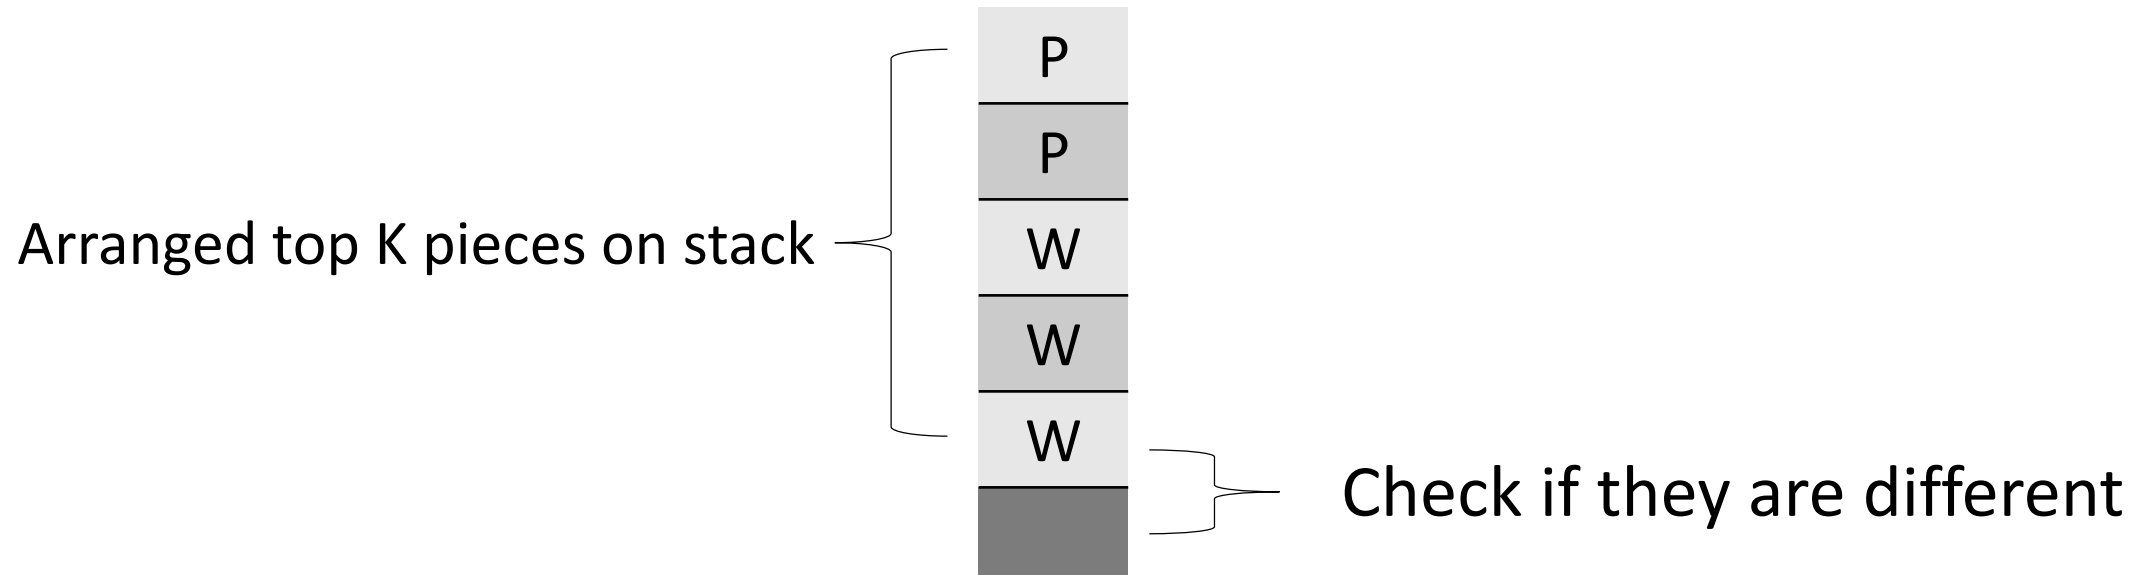 P
P
Arranged top K pieces on stack
W
W
W
Check if they are different